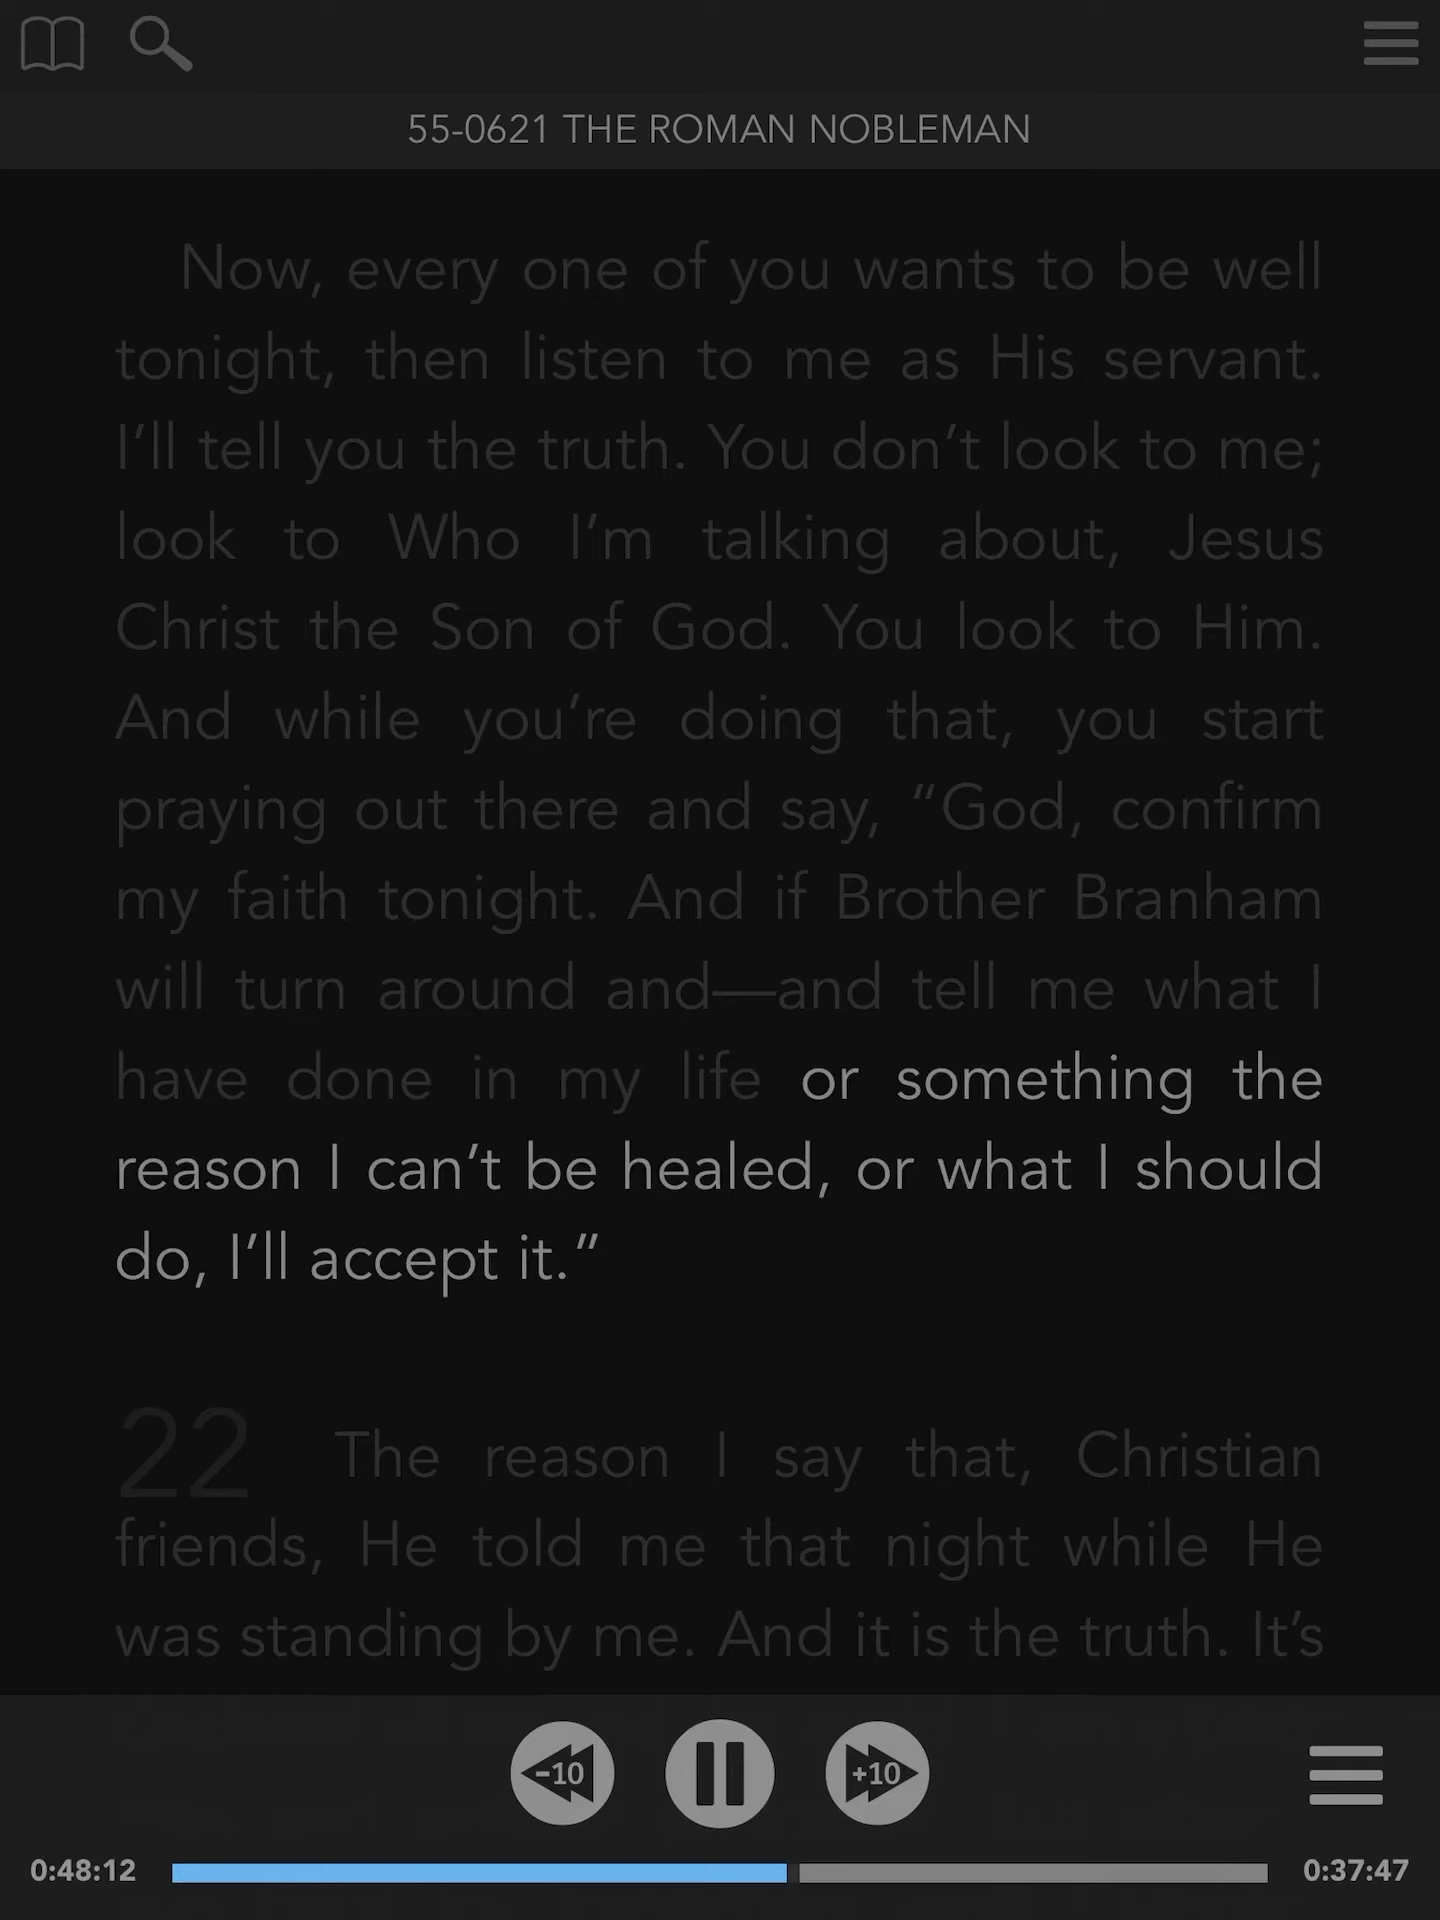 55-0621 THE ROMAN NOBLEMAN
Now, every one of you wants to be well
tonight, then listen to me as His servant.
I’ll tell you the truth. You don’t look to me;
look to Who I’m talking about, Jesus
Christ the Son of God. You look to Him.
And while you’re doing that, you start
praying out there and say, “God, confirm
my faith tonight. And if Brother Branham
will turn around and—and tell me what I
have done in my life or something the
reason I can’t be healed, or what I should
do, I’ll accept it.”
22 The reason I say that, Christian
friends, He told me that night while He
was standing by me. And it is the truth. It’s
-10 +10
0:48:12 0:37:47